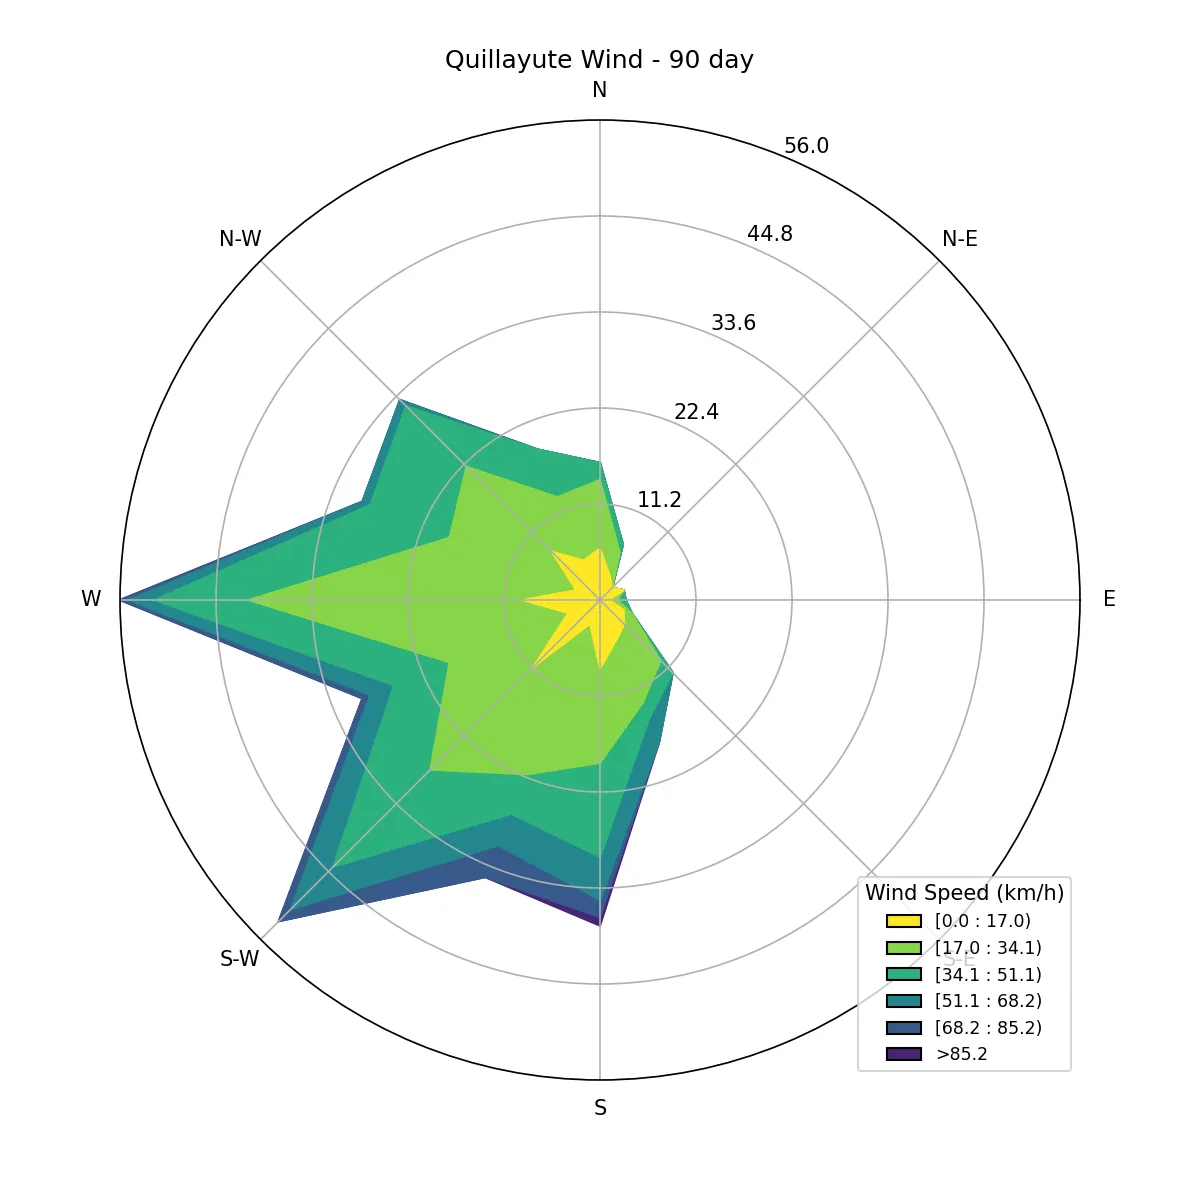 Quillayute Wind - 90 day
N
56.0
N-W
44.8
N-E
33.6
22.4
11.2
W
E
Wind Speed (km/h)
[0.0 : 17.0)
[17.0 : 34.1)
S-W
S-E
[34.1 : 51.1)
[51.1 : 68.2)
[68.2 : 85.2)
>85.2
S